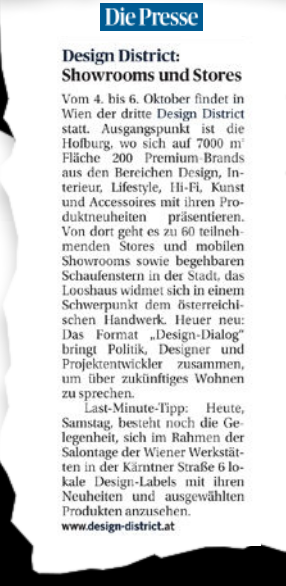 Die Presse
Design District:
Showrooms und Stores
Vom 4. bis 6. Oktober findet in
Wien der dritte Design District
statt. Ausgangspunkt ist die
Hofburg, wo sich auf 7000 m²
Fläche 200 Premium-Brands
aus den Bereichen Design, In-
terieur, Lifestyle, Hi-Fi, Kunst
und Accessoires mit ihren Pro-
duktneuheiten präsentieren.
Von dort geht es zu 60 teilneh-
menden Stores und mobilen
Showrooms sowie begehbaren
Schaufenstern in der Stadt, das
Looshaus widmet sich in einem
Schwerpunkt dem österreichi-
schen Handwerk. Heuer neu:
Das Format „Design-Dialog"
bringt Politik, Designer und
Projektentwickler zusammen,
um über zukünftiges Wohnen
zu sprechen.
Last-Minute-Tipp: Heute,
Samstag, besteht noch die Ge-
legenheit, sich im Rahmen der
Salontage der Wiener Werkstät-
ten in der Kärntner Straße 6 lo-
kale Design-Labels mit ihren
Neuheiten und ausgewählten
Produkten anzusehen.
www.design-district.at